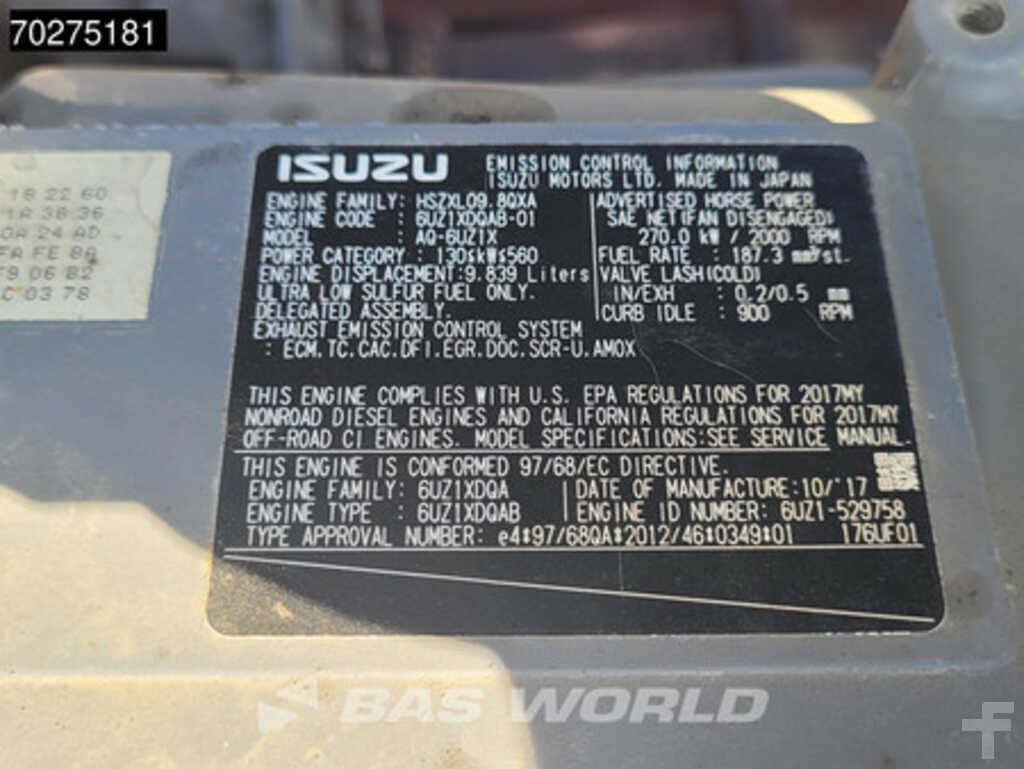 70275181
18 22 60
1A 38 36
0A 24 AD
FA FE 86
F9 06 B2
C 03 78
ISUZU EMISSION CONTROL INFORMATION
ISUZU MOTORS LTD. MADE IN JAPAN
ENGINE FAMILY: HSZXL09.8QXA
ENGINE CODE : 6UZ1XDQAB-01
MODEL : AQ-6UZ1X
POWER CATEGORY : 130≤kW≤560
ENGINE DISPLACEMENT:9.839 Liters
ULTRA LOW SULFUR FUEL ONLY.
DELEGATED ASSEMBLY.
ADVERTISED HORSE POWER
SAE NET(FAN DISENGAGED)
270.0 kW / 2000 RPM
FUEL RATE : 187.3 mm³/st.
VALVE LASH(COLD)
IN/EXH : 0.2/0.5 mm
CURB IDLE : 900 RPM
EXHAUST EMISSION CONTROL SYSTEM
: ECM.TC.CAC.DFI.EGR.DOC.SCR-U.AMOX
THIS ENGINE COMPLIES WITH U.S. EPA REGULATIONS FOR 2017MY
NONROAD DIESEL ENGINES AND CALIFORNIA REGULATIONS FOR 2017MY
OFF-ROAD CI ENGINES. MODEL SPECIFICATIONS:SEE SERVICE MANUAL.
THIS ENGINE IS CONFORMED 97/68/EC DIRECTIVE.
ENGINE FAMILY: 6UZ1XDQA
DATE OF MANUFACTURE:10/'17
ENGINE TYPE : 6UZ1XDQAB
ENGINE ID NUMBER: 6UZ1-529758
TYPE APPROVAL NUMBER: e4*97/68QA*2012/46*0349*01 176UF01
BAS WORLD